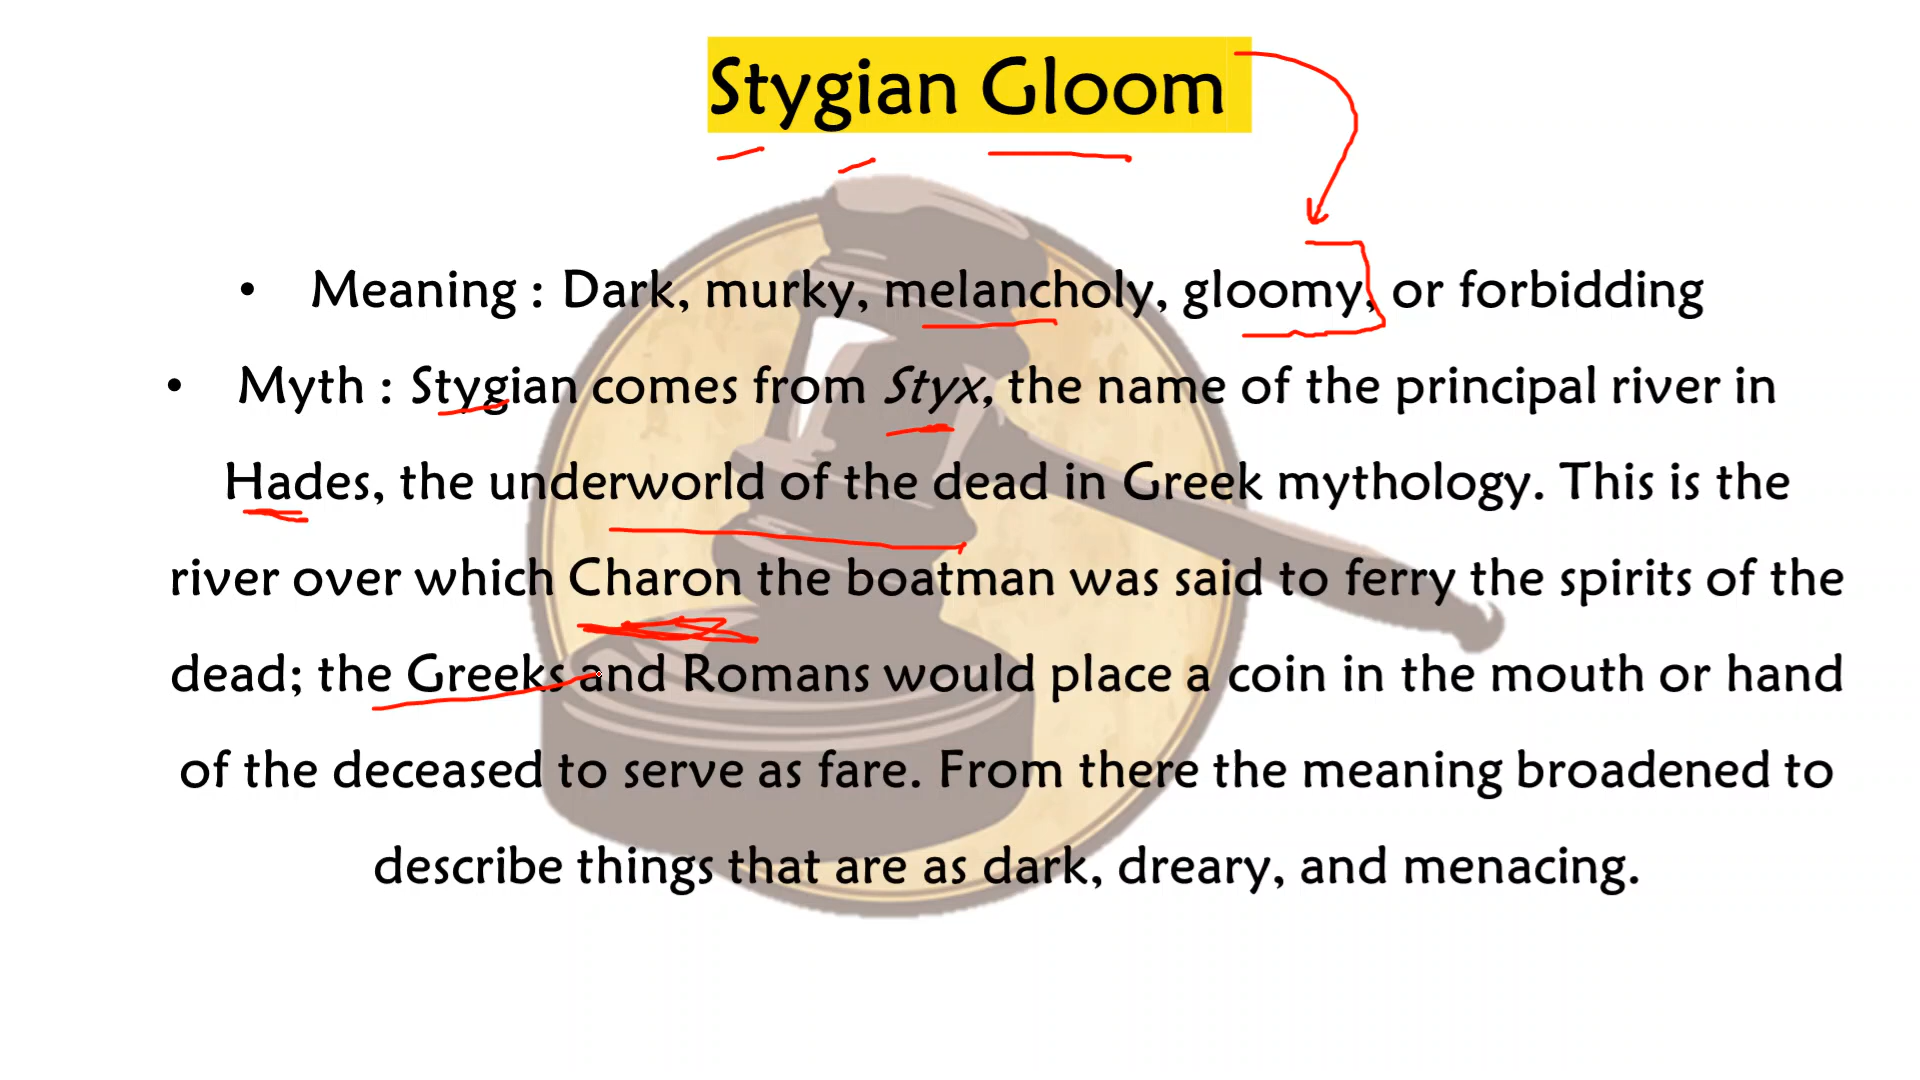 Stygian Gloom
• Meaning : Dark, murky, melancholy, gloomy, or forbidding
• Myth : Stygian comes from Styx, the name of the principal river in
Hades, the underworld of the dead in Greek mythology. This is the
river over which Charon the boatman was said to ferry the spirits of the
dead; the Greeks and Romans would place a coin in the mouth or hand
of the deceased to serve as fare. From there the meaning broadened to
describe things that are as dark, dreary, and menacing.